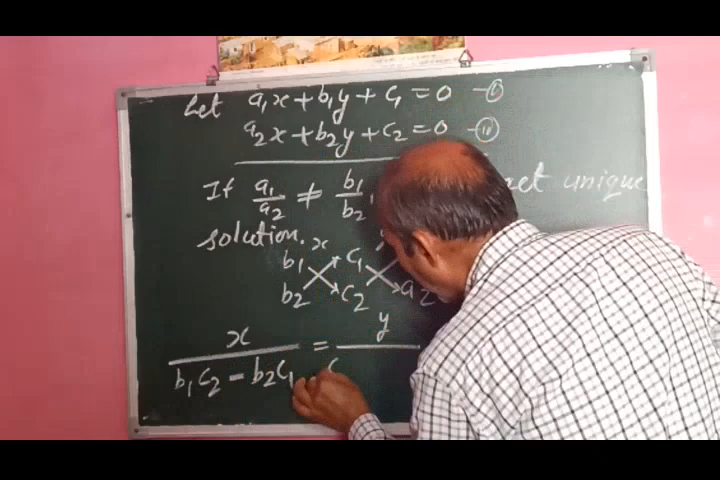 Let a₁x + b₁y + c₁ = 0 —(i)
a₂x + b₂y + c₂ = 0 —(ii)
If a₁/a₂ ≠ b₁/b₂ unique
solution.
x
b₁ c₁
b₂ c₂ a₂
x/(b₁c₂ - b₂c₁) = y/c